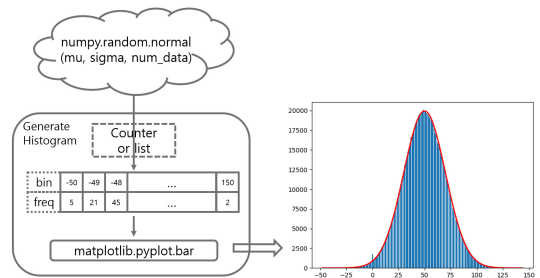 numpy.random.normal
(mu, sigma, num_data)
Generate
Histogram
Counter
or list
bin -50 -49 -48 ... 150
freq 5 21 45 ... 2
matplotlib.pyplot.bar
20000
17500
15000
12500
10000
7500
5000
2500
0
-50 -25 0 25 50 75 100 125 150